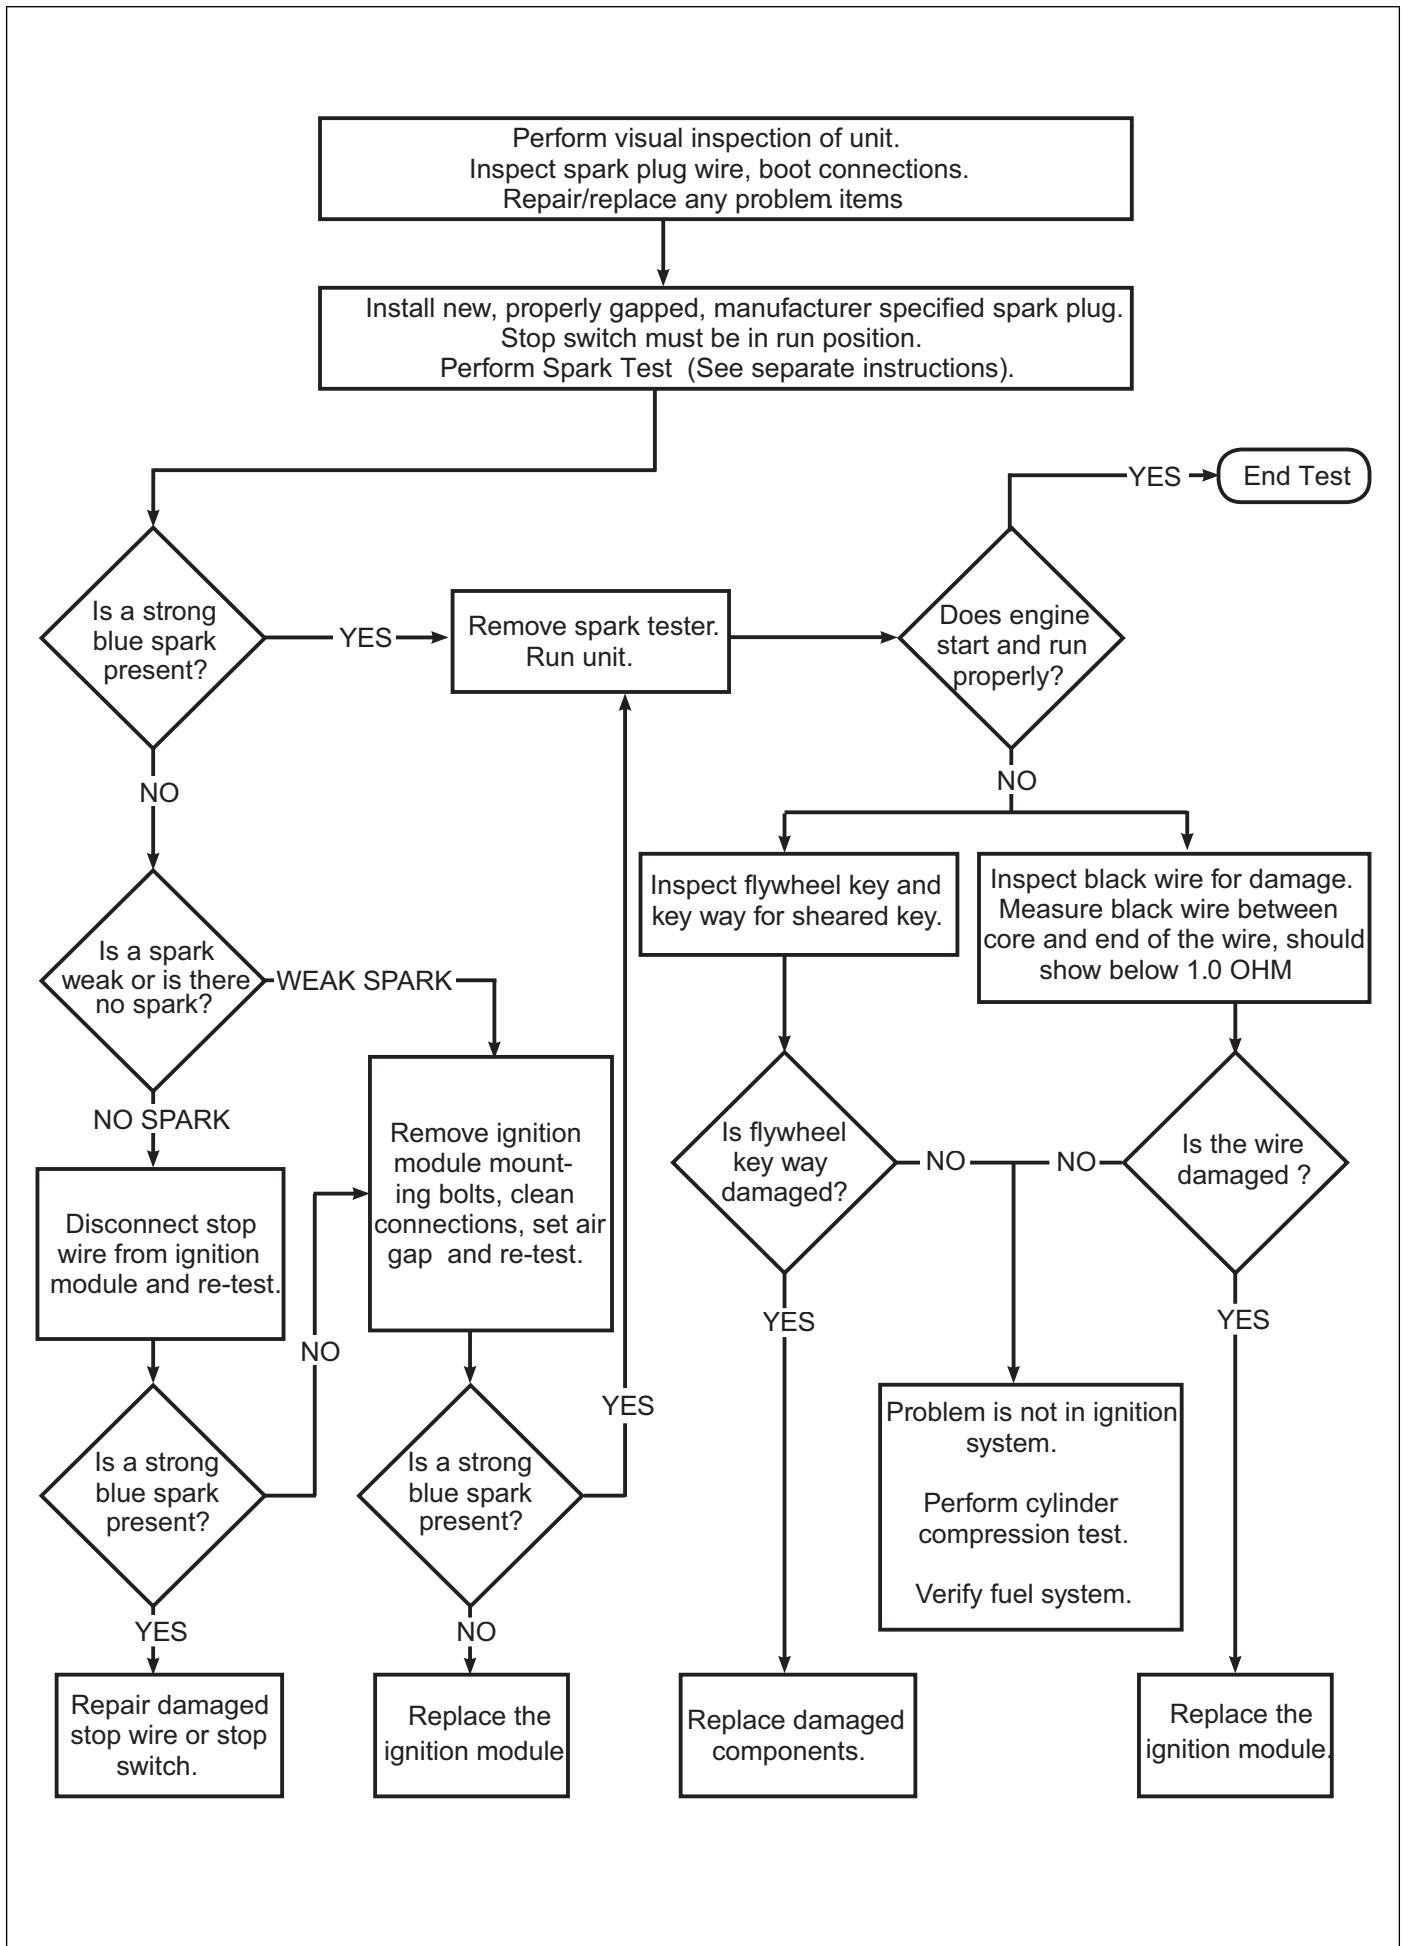 Perform visual inspection of unit.
Inspect spark plug wire, boot connections.
Repair/replace any problem items
Install new, properly gapped, manufacturer specified spark plug.
Stop switch must be in run position.
Perform Spark Test (See separate instructions).
YES
End Test
Is a strong
blue spark
present?
YES
Remove spark tester.
Run unit.
Does engine
start and run
properly?
NO
NO
Inspect flywheel key and
key way for sheared key.
Inspect black wire for damage.
Measure black wire between
core and end of the wire, should
show below 1.0 OHM
Is a spark
weak or is there
no spark?
WEAK SPARK
NO SPARK
Remove ignition
module mount-
ing bolts, clean
connections, set air
gap and re-test.
Is flywheel
key way
damaged?
NO
NO
Is the wire
damaged ?
Disconnect stop
wire from ignition
module and re-test.
NO
YES
YES
YES
Is a strong
blue spark
present?
Is a strong
blue spark
present?
Problem is not in ignition
system.
Perform cylinder
compression test.
Verify fuel system.
YES
NO
Repair damaged
stop wire or stop
switch.
Replace the
ignition module
Replace damaged
components.
Replace the
ignition module.